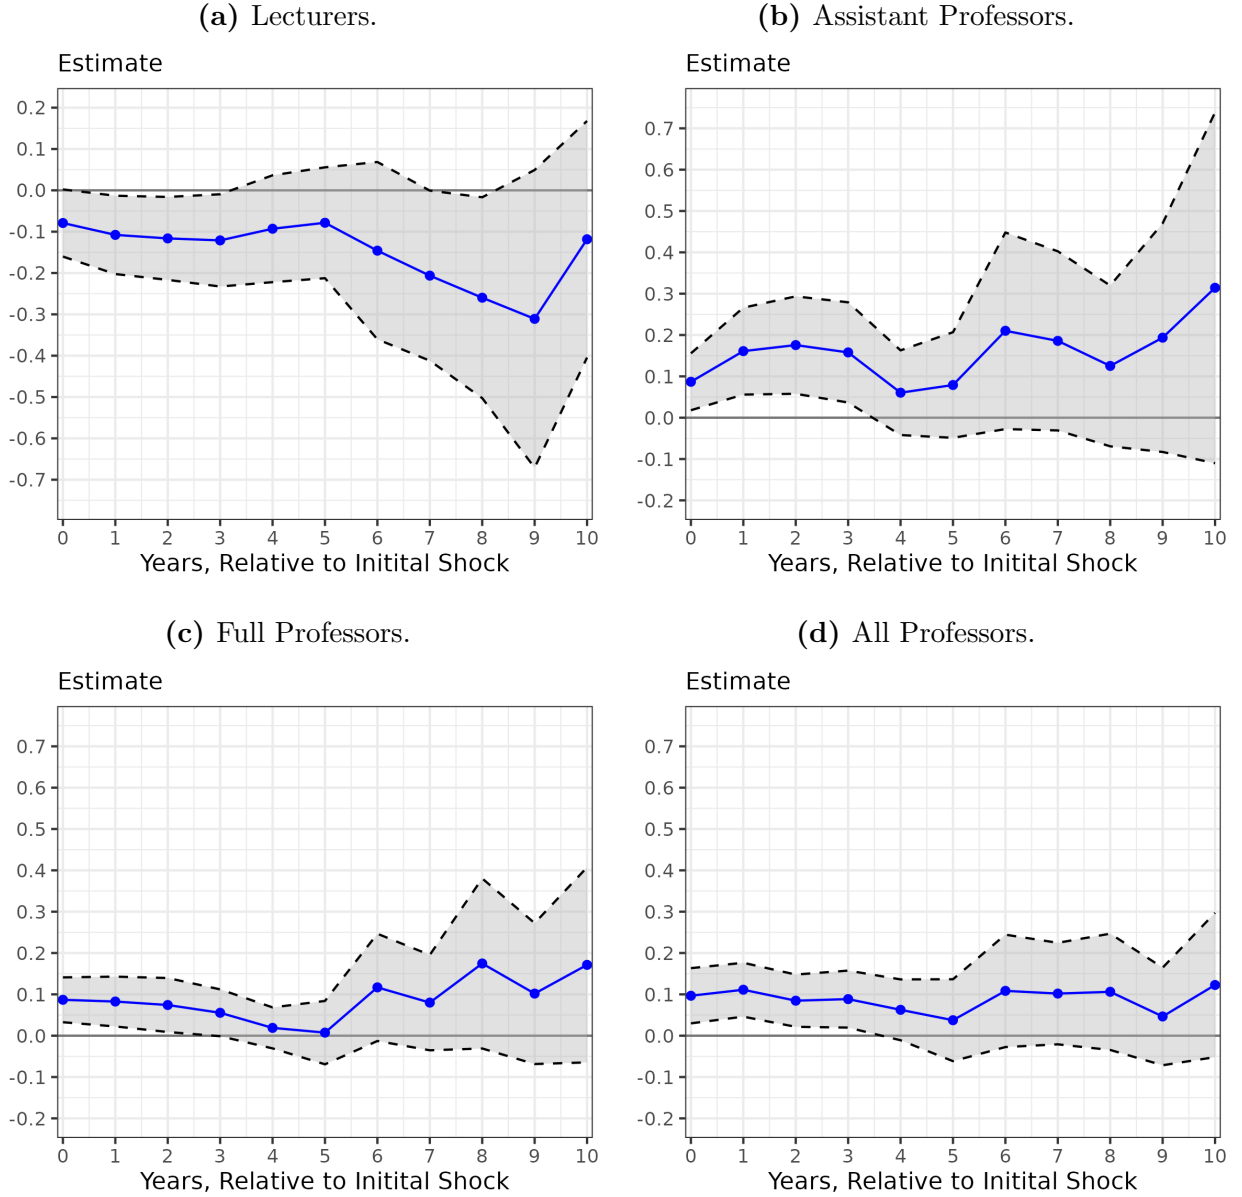 (a) Lecturers.
Estimate
0.2
0.1
0.0
-0.1
-0.2
-0.3
-0.4
-0.5
-0.6
-0.7
0 1 2 3 4 5 6 7 8 9 10
Years, Relative to Initital Shock
(b) Assistant Professors.
Estimate
0.7
0.6
0.5
0.4
0.3
0.2
0.1
0.0
-0.1
-0.2
0 1 2 3 4 5 6 7 8 9 10
Years, Relative to Initital Shock
(c) Full Professors.
Estimate
0.7
0.6
0.5
0.4
0.3
0.2
0.1
0.0
-0.1
-0.2
0 1 2 3 4 5 6 7 8 9 10
Years, Relative to Initital Shock
(d) All Professors.
Estimate
0.7
0.6
0.5
0.4
0.3
0.2
0.1
0.0
-0.1
-0.2
0 1 2 3 4 5 6 7 8 9 10
Years, Relative to Initital Shock